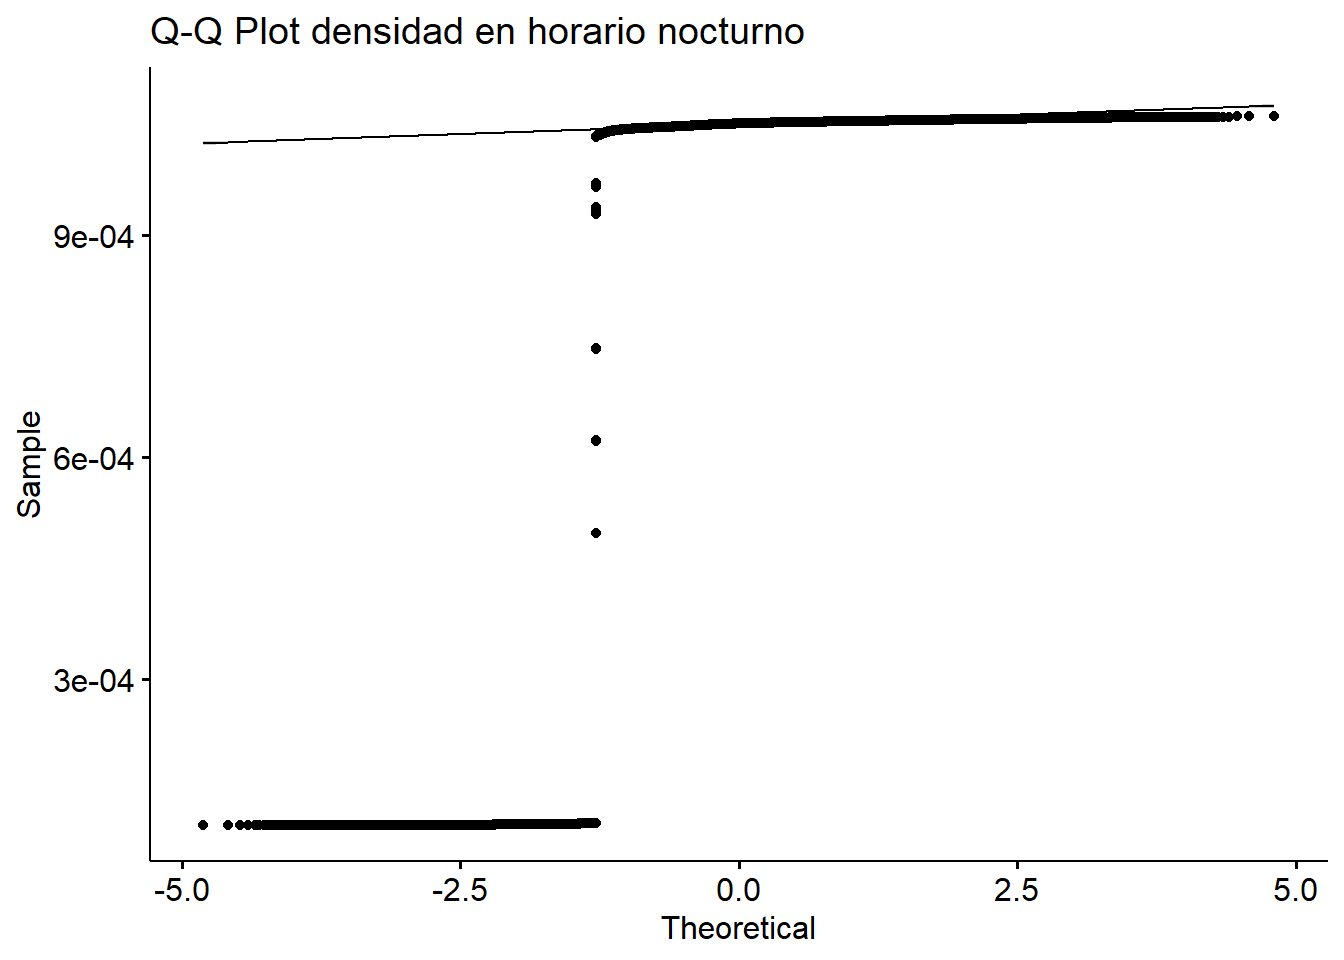 Q-Q Plot densidad en horario nocturno
9e-04
6e-04
3e-04
Sample
-5.0 -2.5 0.0 2.5 5.0
Theoretical